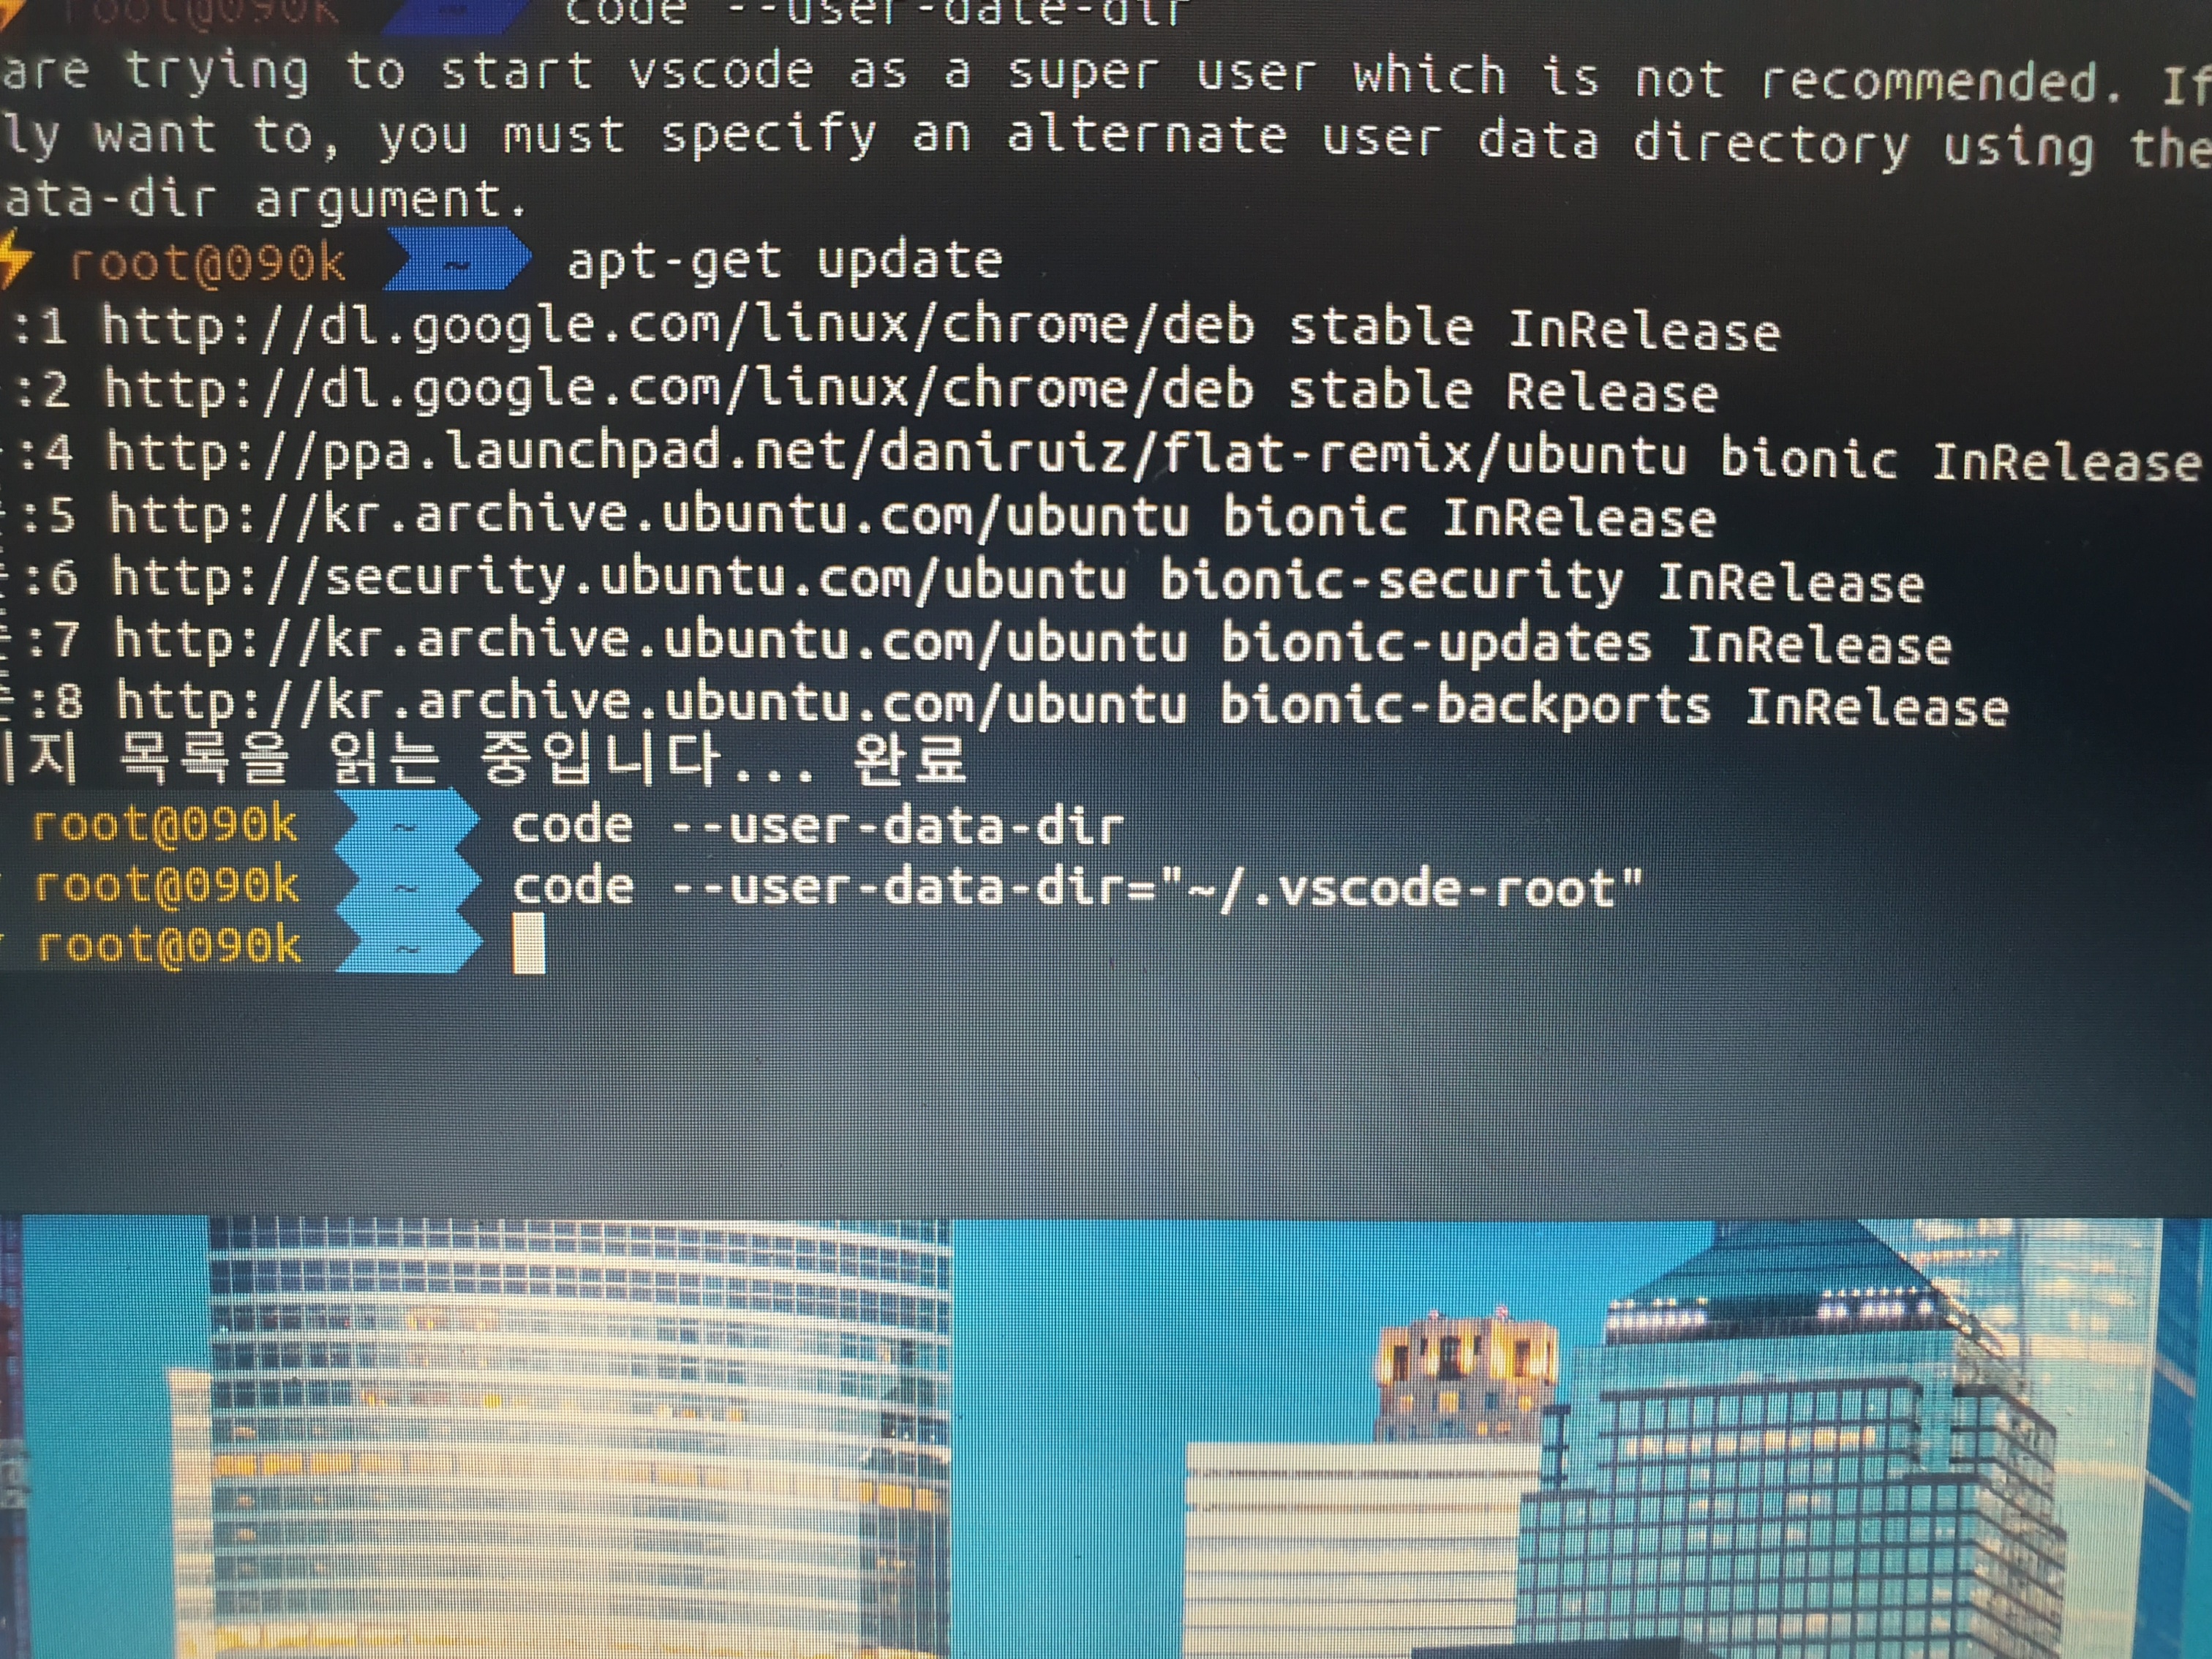 root@090k ~ code --user-date-dir
are trying to start vscode as a super user which is not recommended. If
ly want to, you must specify an alternate user data directory using the
ata-dir argument.
root@090k ~ apt-get update
:1 http://dl.google.com/linux/chrome/deb stable InRelease
:2 http://dl.google.com/linux/chrome/deb stable Release
:4 http://ppa.launchpad.net/daniruiz/flat-remix/ubuntu bionic InRelease
:5 http://kr.archive.ubuntu.com/ubuntu bionic InRelease
:6 http://security.ubuntu.com/ubuntu bionic-security InRelease
:7 http://kr.archive.ubuntu.com/ubuntu bionic-updates InRelease
:8 http://kr.archive.ubuntu.com/ubuntu bionic-backports InRelease
지 목록을 읽는 중입니다... 완료
root@090k ~ code --user-data-dir
root@090k ~ code --user-data-dir="~/.vscode-root"
root@090k ~